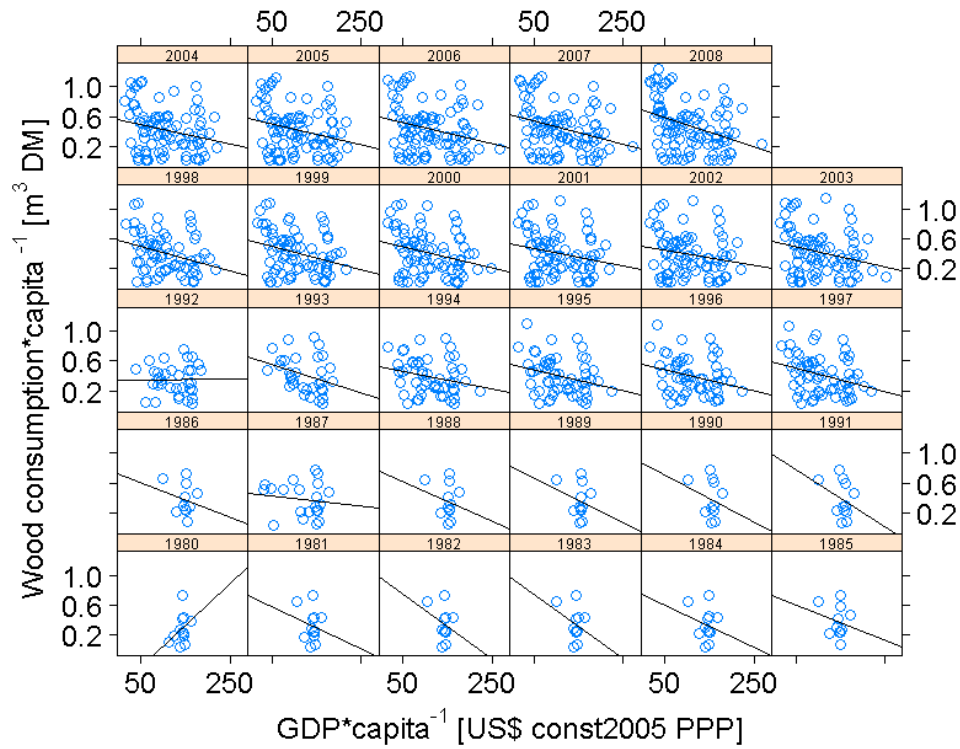 50 250 50 250 50 250
2004 2005 2006 2007 2008
1.0
0.6
0.2
1998 1999 2000 2001 2002 2003
1.0
0.6
0.2
1992 1993 1994 1995 1996 1997
1.0
0.6
0.2
1986 1987 1988 1989 1990 1991
1.0
0.6
0.2
1980 1981 1982 1983 1984 1985
1.0
0.6
0.2
50 250 50 250 50 250
Wood consumption*capita⁻¹ [m³ DM]
GDP*capita⁻¹ [US$ const2005 PPP]